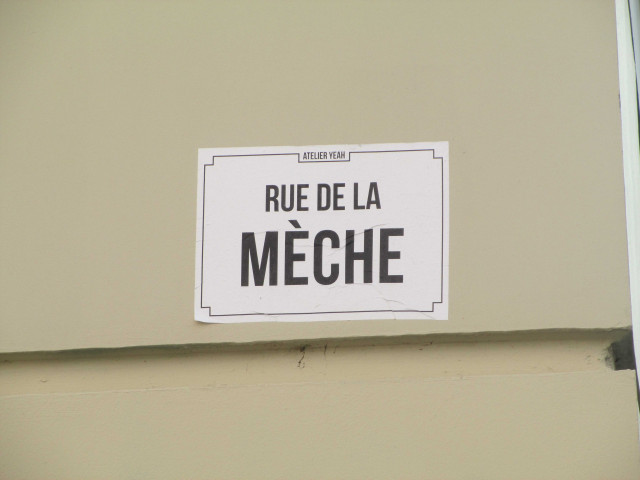 ATELIER YEAH
RUE DE LA
MÈCHE